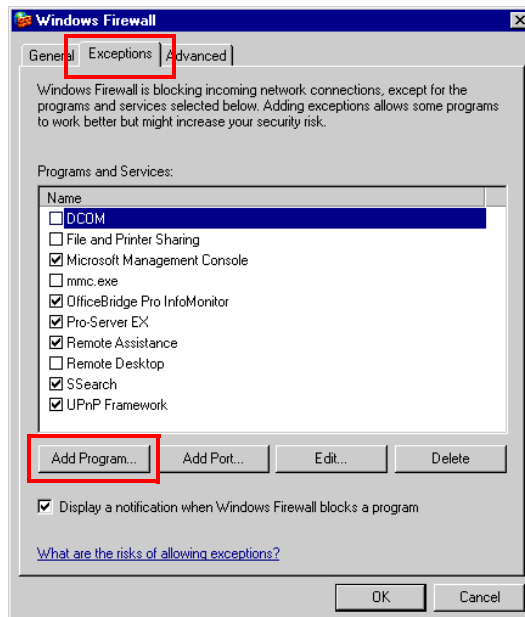 Windows Firewall
General Exceptions Advanced
Windows Firewall is blocking incoming network connections, except for the
programs and services selected below. Adding exceptions allows some programs
to work better but might increase your security risk.
Programs and Services:
Name
DCOM
File and Printer Sharing
Microsoft Management Console
mmc.exe
OfficeBridge Pro InfoMonitor
Pro-Server EX
Remote Assistance
Remote Desktop
SSearch
UPnP Framework
Add Program... Add Port... Edit... Delete
Display a notification when Windows Firewall blocks a program
What are the risks of allowing exceptions?
OK Cancel